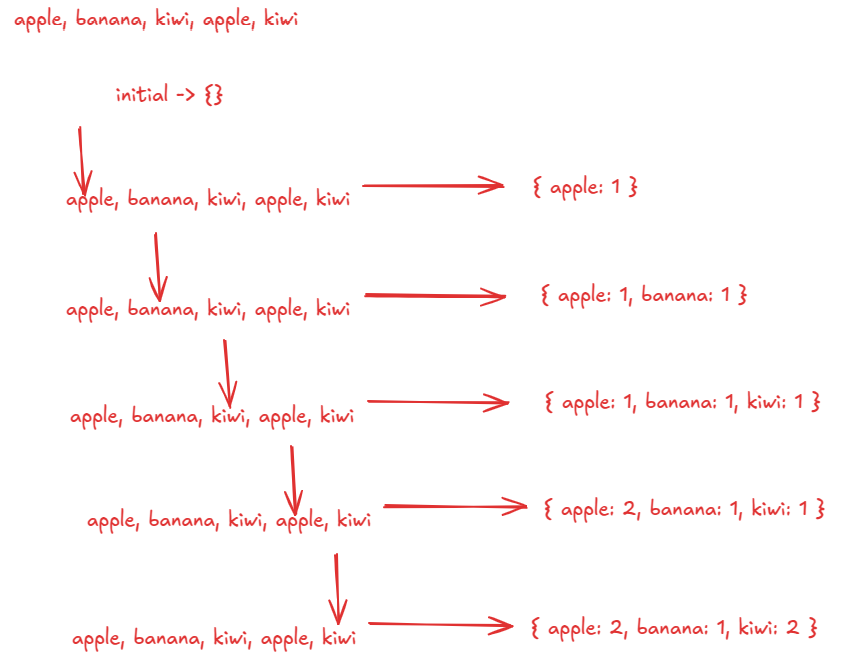 apple, banana, kiwi, apple, kiwi
initial -> {}
apple, banana, kiwi, apple, kiwi
{ apple: 1 }
apple, banana, kiwi, apple, kiwi
{ apple: 1, banana: 1 }
apple, banana, kiwi, apple, kiwi
{ apple: 1, banana: 1, kiwi: 1 }
apple, banana, kiwi, apple, kiwi
{ apple: 2, banana: 1, kiwi: 1 }
apple, banana, kiwi, apple, kiwi
{ apple: 2, banana: 1, kiwi: 2 }